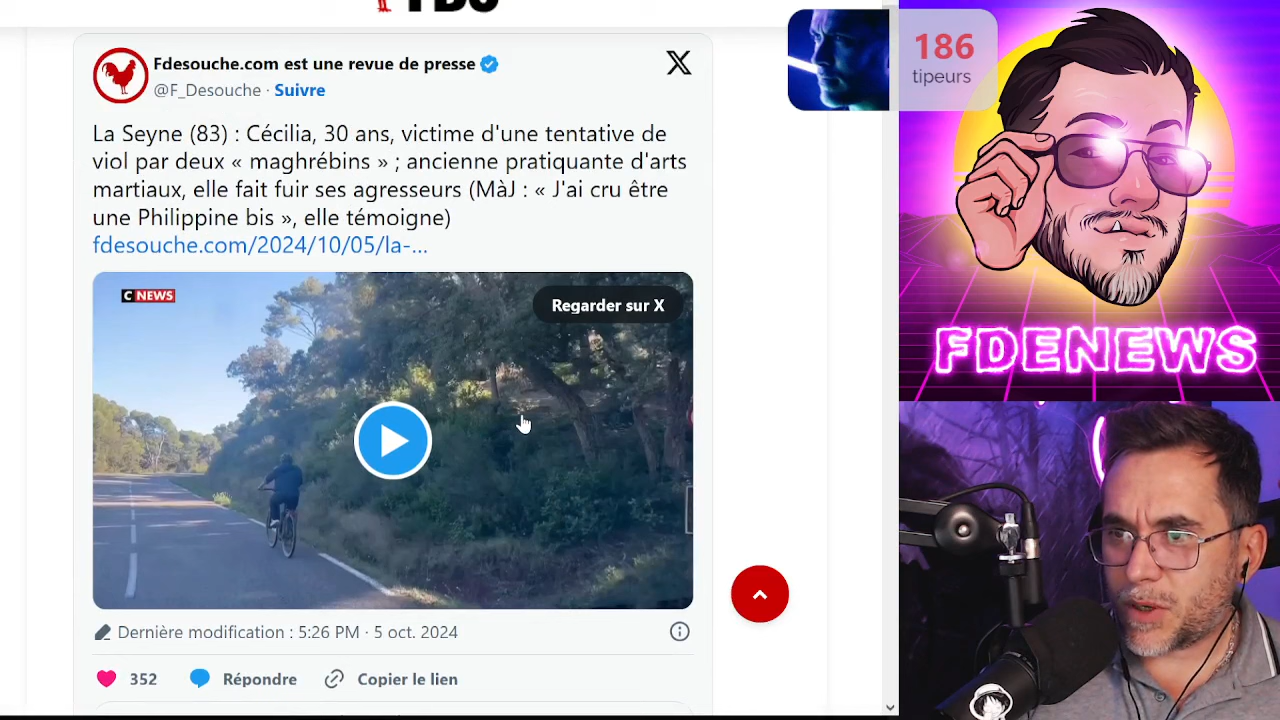 FDS
Fdesouche.com est une revue de presse
@F_Desouche · Suivre
La Seyne (83) : Cécilia, 30 ans, victime d'une tentative de
viol par deux « maghrébins » ; ancienne pratiquante d'arts
martiaux, elle fait fuir ses agresseurs (MàJ : « J'ai cru être
une Philippine bis », elle témoigne)
fdesouche.com/2024/10/05/la-...
C NEWS
Regarder sur X
Dernière modification : 5:26 PM · 5 oct. 2024
352
Répondre
Copier le lien
186
tipeurs
FDENEWS